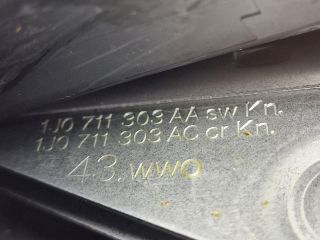 1J0 711 303 AA sw Kn.
1J0 711 303 AC cr Kn.
43. wwo